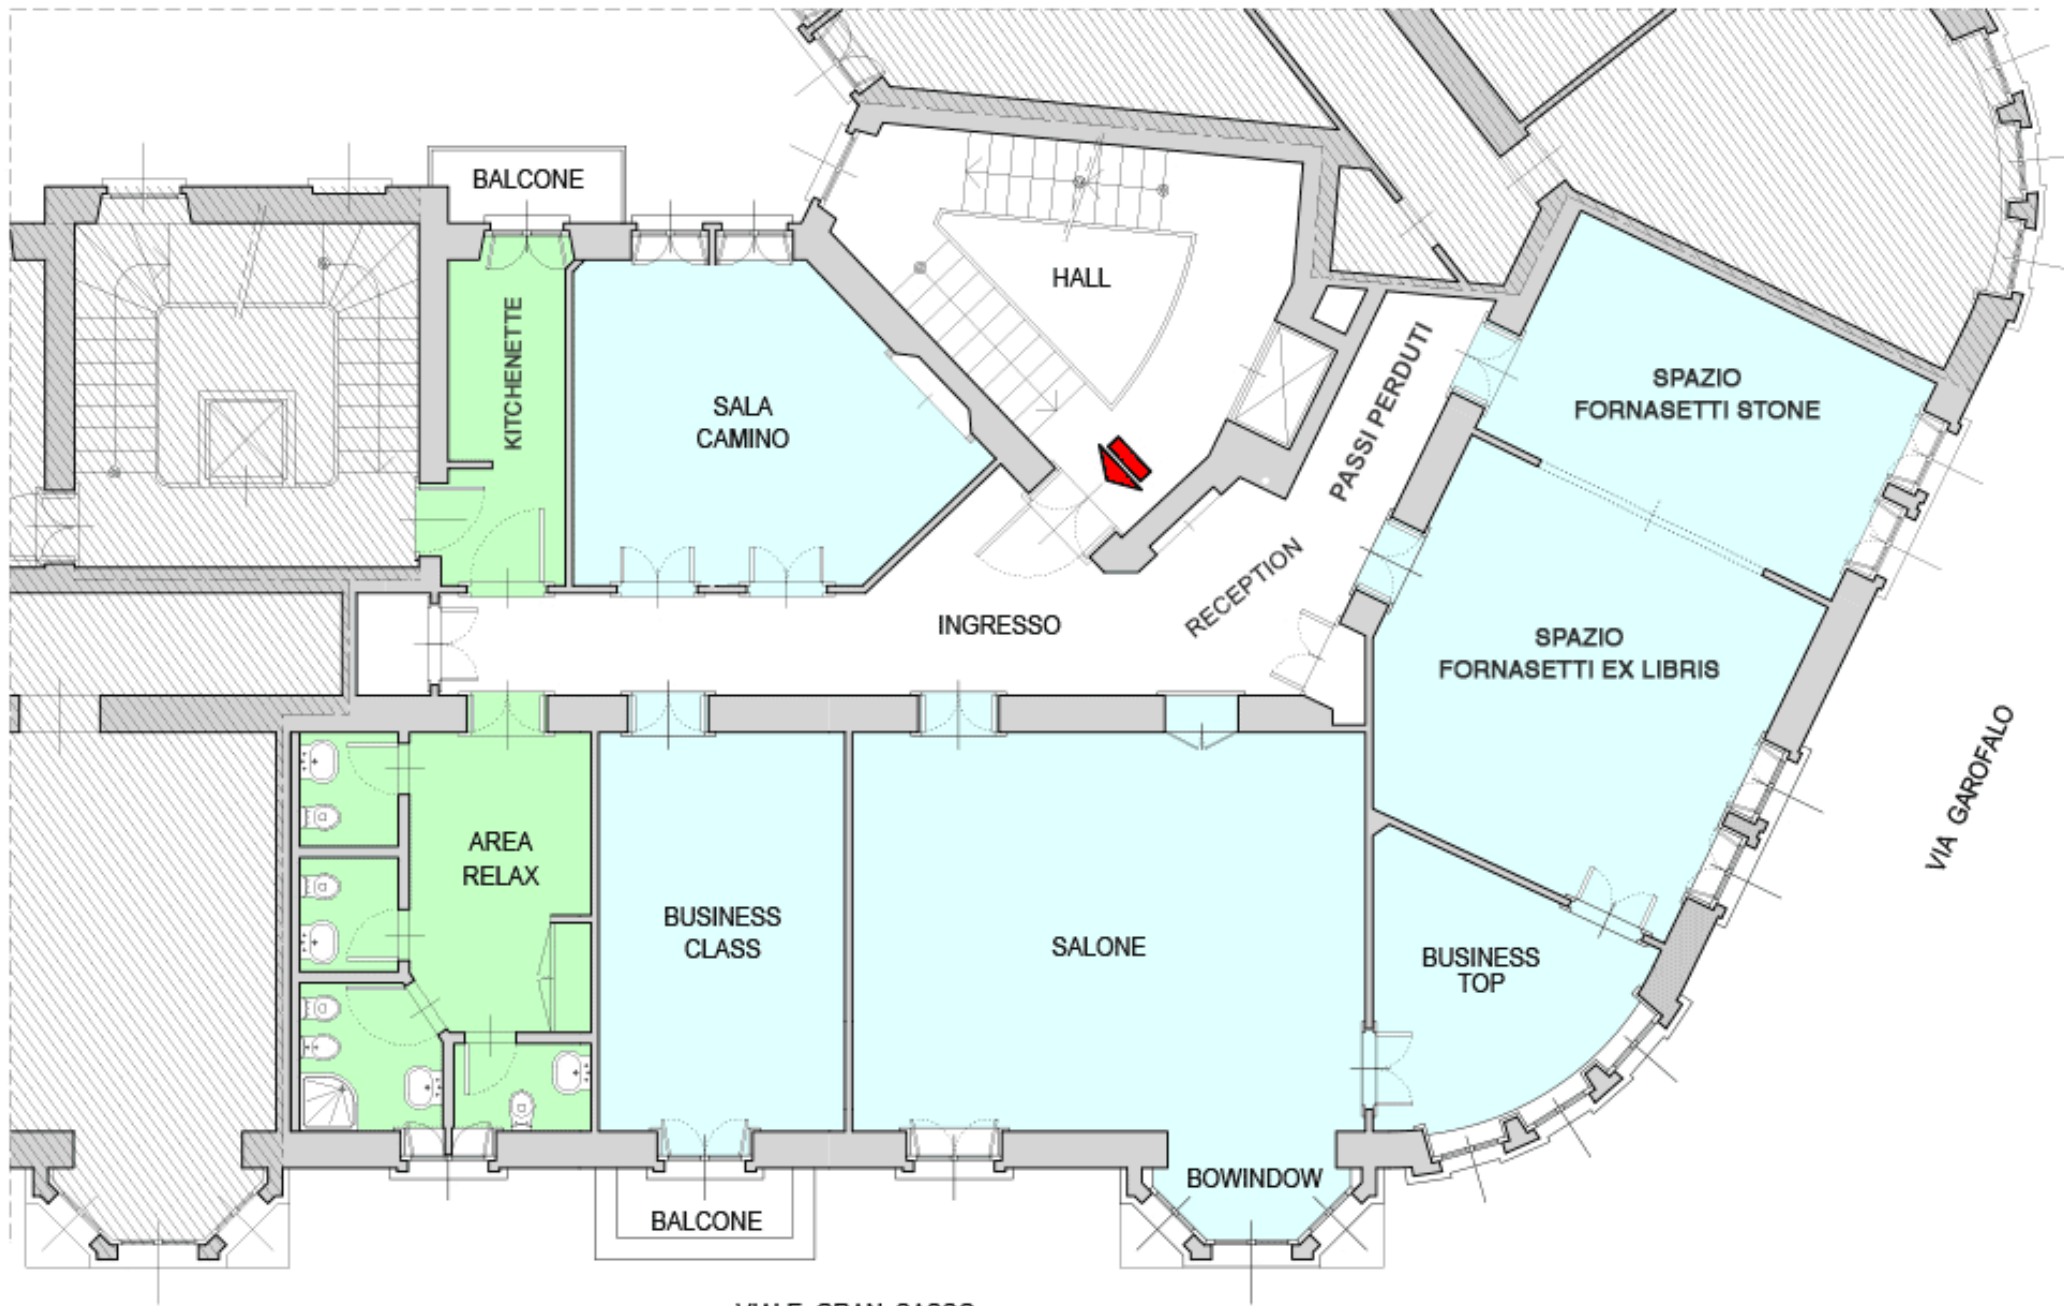 BALCONE
HALL
KITCHENETTE
SALA
CAMINO
PASSI PERDUTI
SPAZIO
FORNASETTI STONE
RECEPTION
INGRESSO
SPAZIO
FORNASETTI EX LIBRIS
VIA GAROFALO
AREA
RELAX
BUSINESS
CLASS
SALONE
BUSINESS
TOP
BOWINDOW
BALCONE